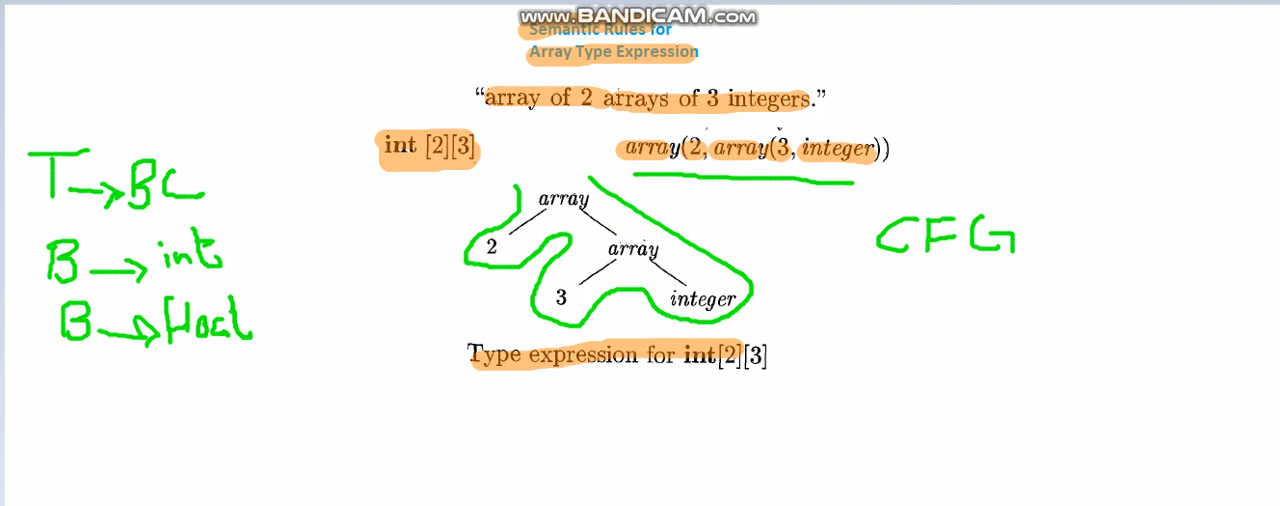 www.BANDICAM.com
Semantic Rules for
Array Type Expression
“array of 2 arrays of 3 integers.”
int [2][3]
array(2, array(3, integer))
T → BC
B → int
B → float
array
2
array
3
integer
CFG
Type expression for int[2][3]